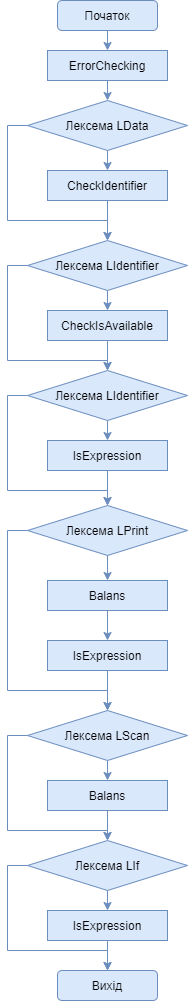 Початок
ErrorChecking
Лексема LData
CheckIdentifier
Лексема LIdentifier
CheckIsAvailable
Лексема LIdentifier
IsExpression
Лексема LPrint
Balans
IsExpression
Лексема LScan
Balans
Лексема LIf
IsExpression
Вихід